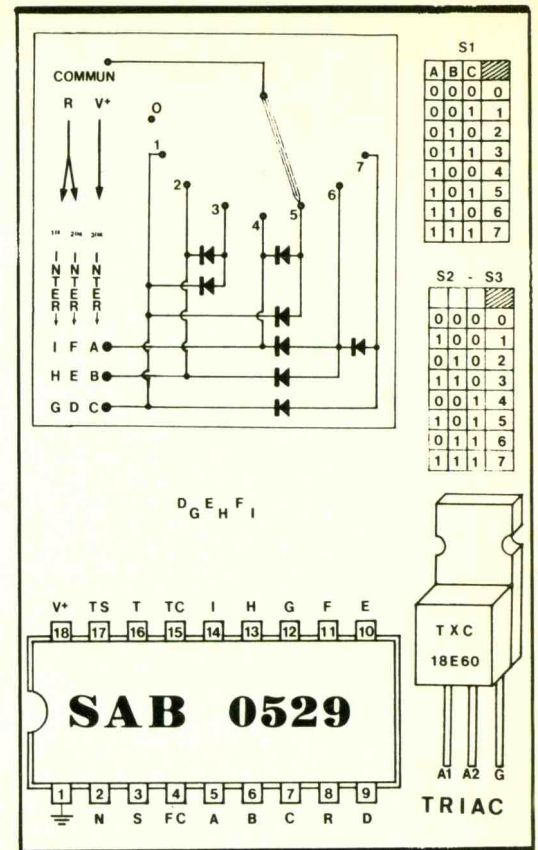 COMMUN
R V+
0
1
2
3
4
5
6
7
1ER 2EME 3EME
INTER INTER INTER
I F A
H E B
G D C
S1
A B C
0 0 0 0
0 0 1 1
0 1 0 2
0 1 1 3
1 0 0 4
1 0 1 5
1 1 0 6
1 1 1 7
S2 - S3
0 0 0 0
1 0 0 1
0 1 0 2
1 1 0 3
0 0 1 4
1 0 1 5
0 1 1 6
1 1 1 7
D G E H F I
V+ TS T TC I H G F E
18 17 16 15 14 13 12 11 10
SAB 0529
1 2 3 4 5 6 7 8 9
N S FC A B C R D
TXC
18E60
A1 A2 G
TRIAC